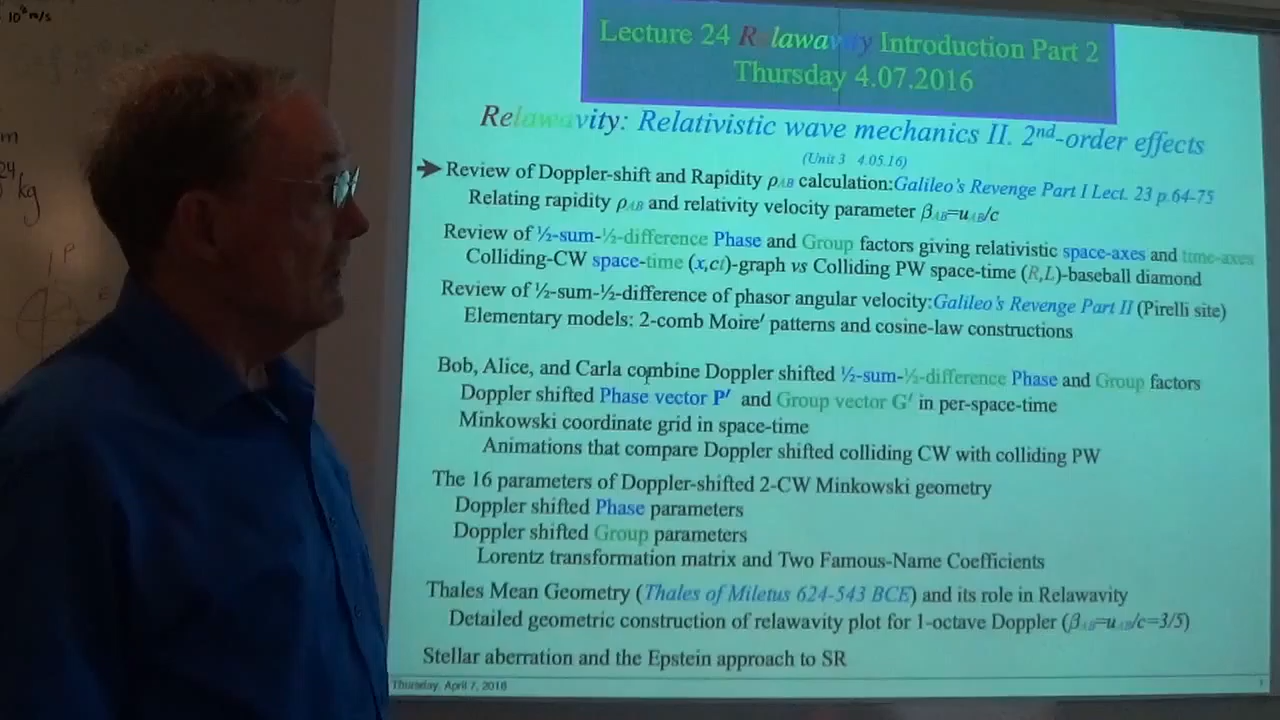 10⁸ m/s
m
24
kg
P
Lecture 24 Relawavity Introduction Part 2
Thursday 4.07.2016
Relawavity: Relativistic wave mechanics II. 2nd-order effects
(Unit 3 4.05.16)
Review of Doppler-shift and Rapidity ρAB calculation:Galileo's Revenge Part I Lect. 23 p.64-75
Relating rapidity ρAB and relativity velocity parameter βAB=uAB/c
Review of ½-sum-½-difference Phase and Group factors giving relativistic space-axes and time-axes
Colliding-CW space-time (x,ct)-graph vs Colliding PW space-time (R,L)-baseball diamond
Review of ½-sum-½-difference of phasor angular velocity:Galileo's Revenge Part II (Pirelli site)
Elementary models: 2-comb Moire' patterns and cosine-law constructions
Bob, Alice, and Carla combine Doppler shifted ½-sum-½-difference Phase and Group factors
Doppler shifted Phase vector P′ and Group vector G′ in per-space-time
Minkowski coordinate grid in space-time
Animations that compare Doppler shifted colliding CW with colliding PW
The 16 parameters of Doppler-shifted 2-CW Minkowski geometry
Doppler shifted Phase parameters
Doppler shifted Group parameters
Lorentz transformation matrix and Two Famous-Name Coefficients
Thales Mean Geometry (Thales of Miletus 624-543 BCE) and its role in Relawavity
Detailed geometric construction of relawavity plot for 1-octave Doppler (βAB=uAB/c=3/5)
Stellar aberration and the Epstein approach to SR
Thursday, April 7, 2016